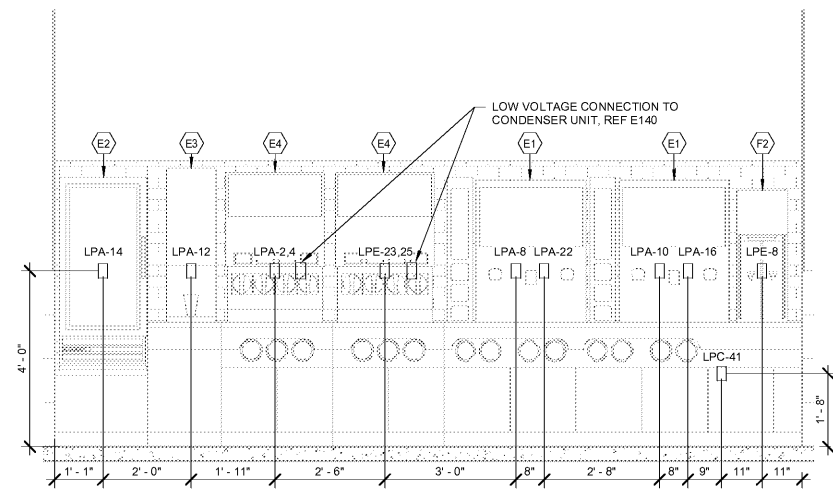 LOW VOLTAGE CONNECTION TO
CONDENSER UNIT, REF E140
E2
E3
E4
E4
E1
E1
F2
LPA-14
LPA-12
LPA-2,4
LPE-23,25
LPA-8
LPA-22
LPA-10
LPA-16
LPE-8
LPC-41
4' - 0"
1' - 8"
1' - 1"
2' - 0"
1' - 11"
2' - 6"
3' - 0"
8"
2' - 8"
8"
9"
11"
11"